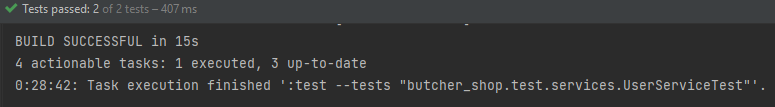 Tests passed: 2 of 2 tests – 407 ms
BUILD SUCCESSFUL in 15s
4 actionable tasks: 1 executed, 3 up-to-date
0:28:42: Task execution finished ':test --tests "butcher_shop.test.services.UserServiceTest"'.